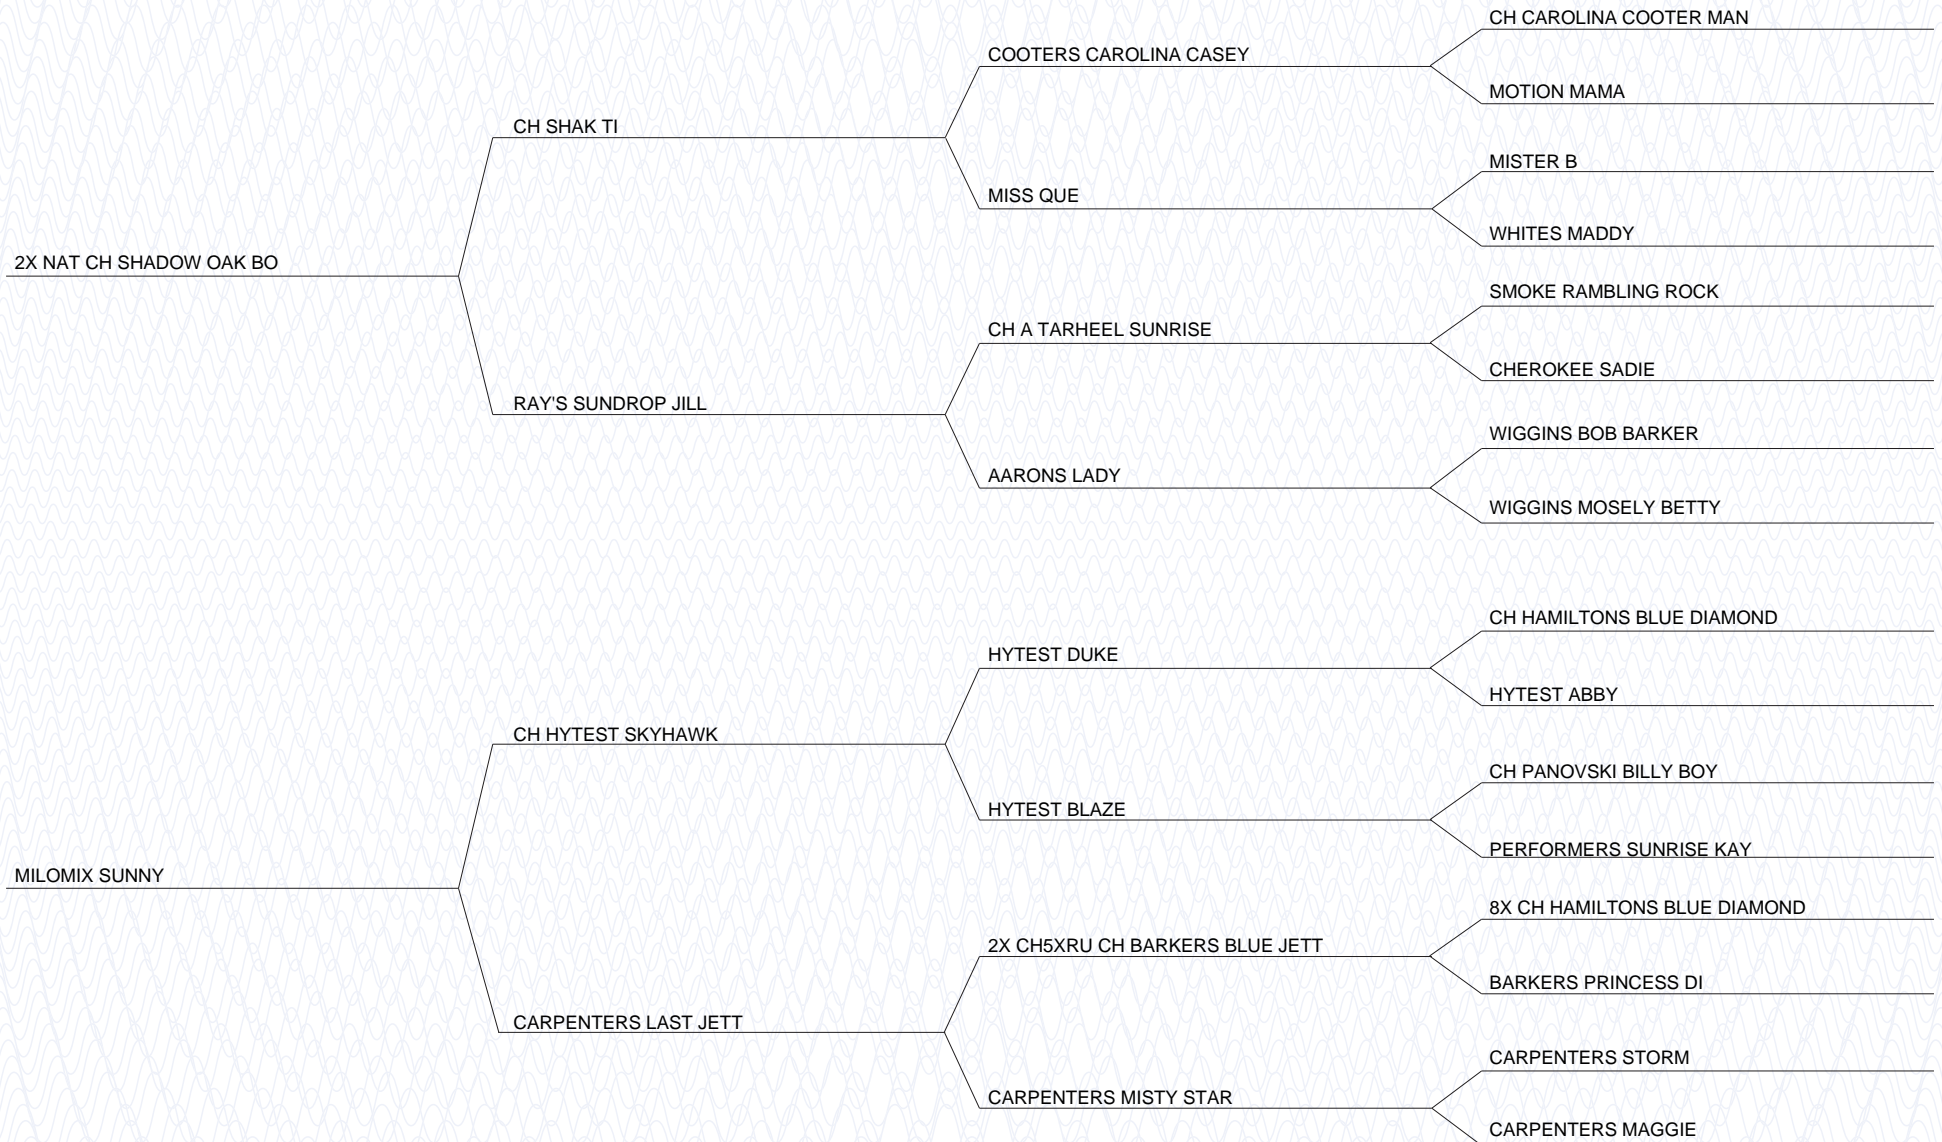 CH CAROLINA COOTER MAN
COOTERS CAROLINA CASEY
MOTION MAMA
CH SHAK TI
MISTER B
MISS QUE
WHITES MADDY
2X NAT CH SHADOW OAK BO
SMOKE RAMBLING ROCK
CH A TARHEEL SUNRISE
CHEROKEE SADIE
RAY'S SUNDROP JILL
WIGGINS BOB BARKER
AARONS LADY
WIGGINS MOSELY BETTY
CH HAMILTONS BLUE DIAMOND
HYTEST DUKE
HYTEST ABBY
CH HYTEST SKYHAWK
CH PANOVSKI BILLY BOY
HYTEST BLAZE
PERFORMERS SUNRISE KAY
MILOMIX SUNNY
8X CH HAMILTONS BLUE DIAMOND
2X CH5XRU CH BARKERS BLUE JETT
BARKERS PRINCESS DI
CARPENTERS LAST JETT
CARPENTERS STORM
CARPENTERS MISTY STAR
CARPENTERS MAGGIE